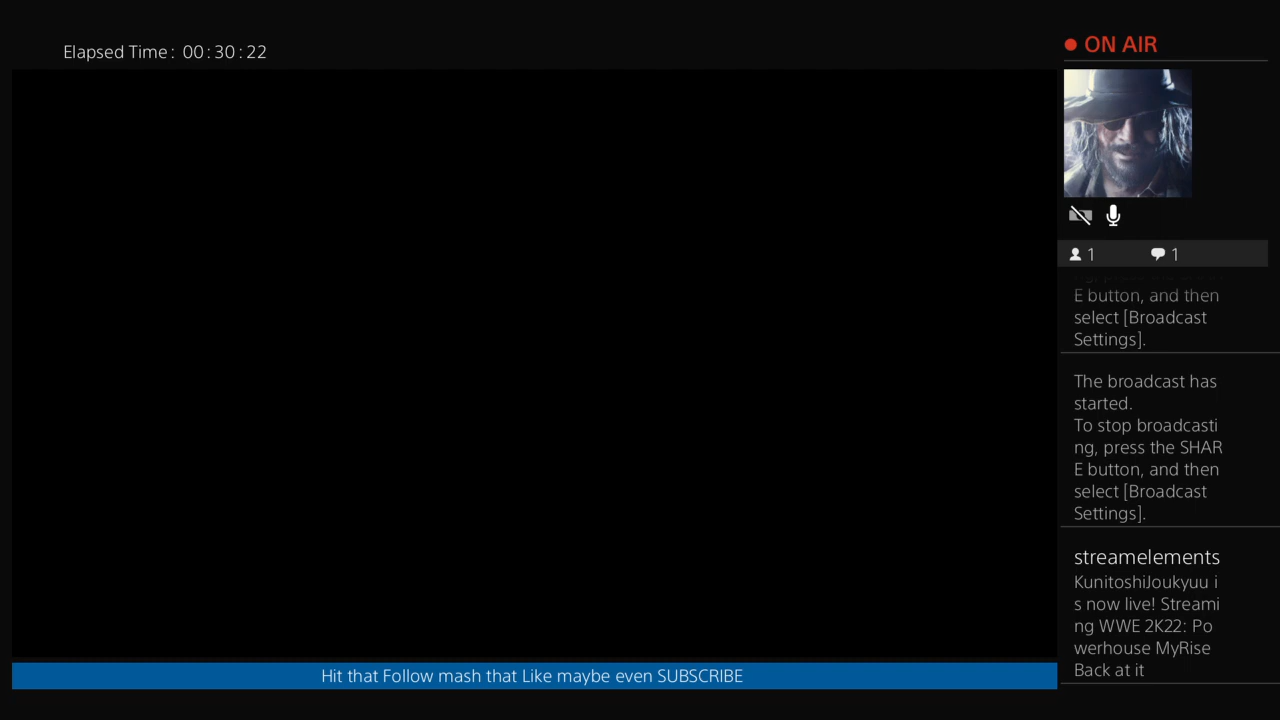 Elapsed Time: 00:30:22
ON AIR
1
1
E button, and then
select [Broadcast
Settings].
The broadcast has
started.
To stop broadcasti
ng, press the SHAR
E button, and then
select [Broadcast
Settings].
streamelements
KunitoshiJoukyuu i
s now live! Streami
ng WWE 2K22: Po
werhouse MyRise
Back at it
Hit that Follow mash that Like maybe even SUBSCRIBE